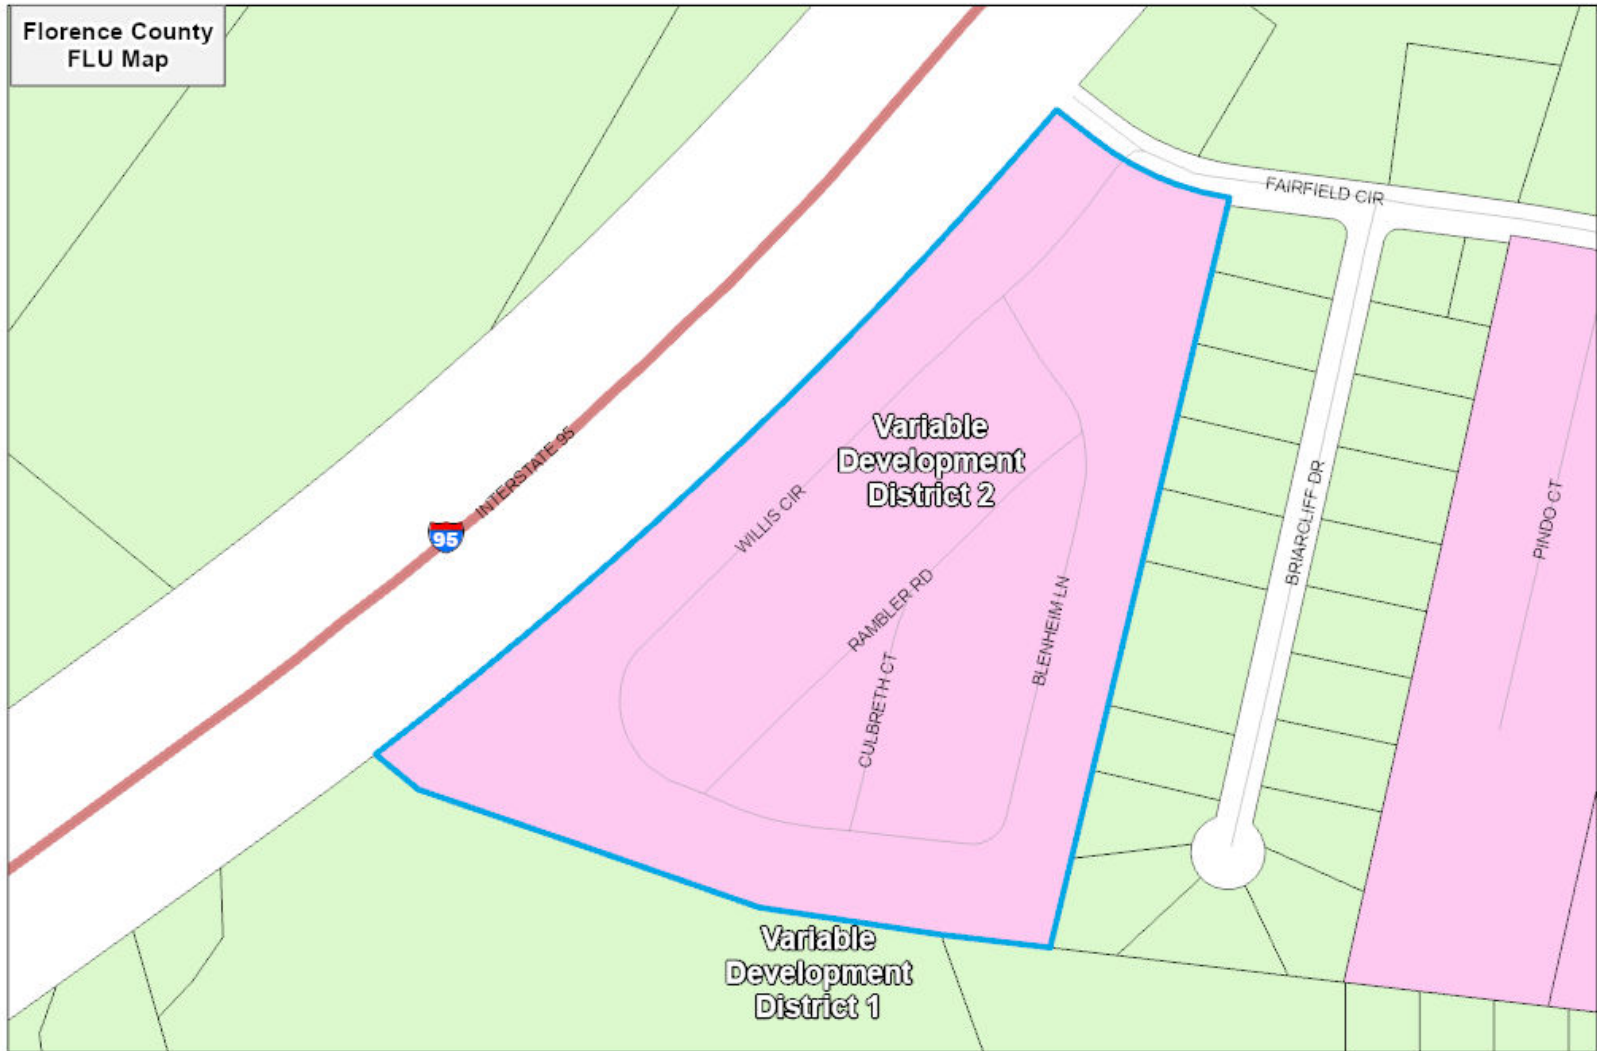 Florence County
FLU Map
FAIRFIELD CIR
Variable
Development
District 2
INTERSTATE 95
95
WILLIS CIR
BRIARCLIFF DR
PINDO CT
RAMBLER RD
BLENHEIM LN
CULBRETH CT
Variable
Development
District 1